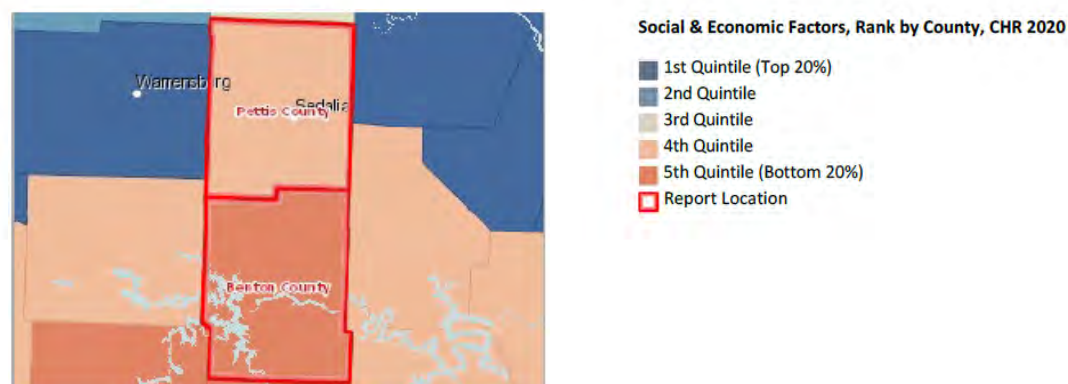 Social & Economic Factors, Rank by County, CHR 2020
1st Quintile (Top 20%)
2nd Quintile
3rd Quintile
4th Quintile
5th Quintile (Bottom 20%)
Report Location
Warrensburg
Sedalia
Pettis County
Benton County